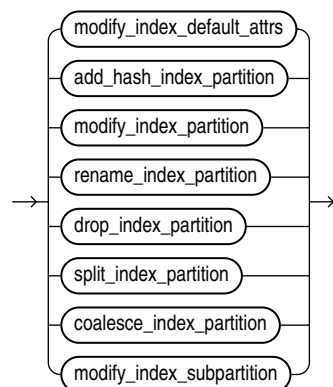 modify_index_default_attrs
add_hash_index_partition
modify_index_partition
rename_index_partition
drop_index_partition
split_index_partition
coalesce_index_partition
modify_index_subpartition